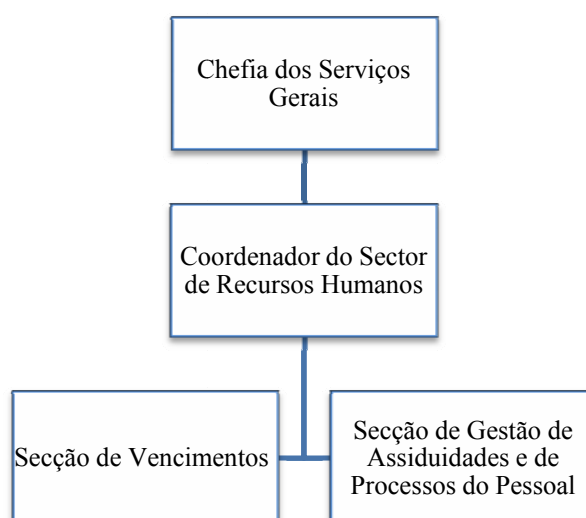 Chefia dos Serviços
Gerais
Coordenador do Sector
de Recursos Humanos
Secção de Vencimentos
Secção de Gestão de
Assiduidades e de
Processos do Pessoal